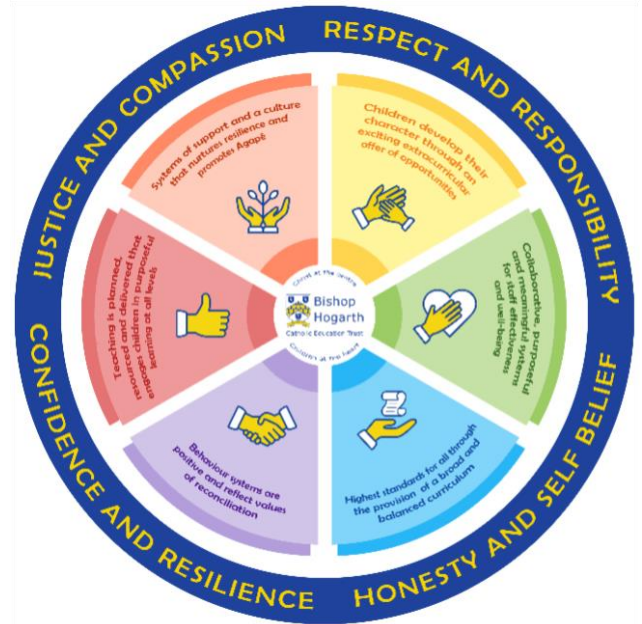 JUSTICE AND COMPASSION
RESPECT AND RESPONSIBILITY
HONESTY AND SELF BELIEF
CONFIDENCE AND RESILIENCE
Systems of support and a culture
that nurtures resilience and
promotes Agapé
Children develop their
character through an
exciting extracurricular
offer of opportunities
Collaborative, purposeful
and meaningful systems
for staff effectiveness
and well-being
Highest standards for all through
the provision of a broad and
balanced curriculum
Behaviour systems are
positive and reflect values
of reconciliation
Teaching is planned,
resourced and delivered that
engages children in purposeful
learning at all levels
Christ at the centre
Bishop
Hogarth
Catholic Education Trust
Children at the heart